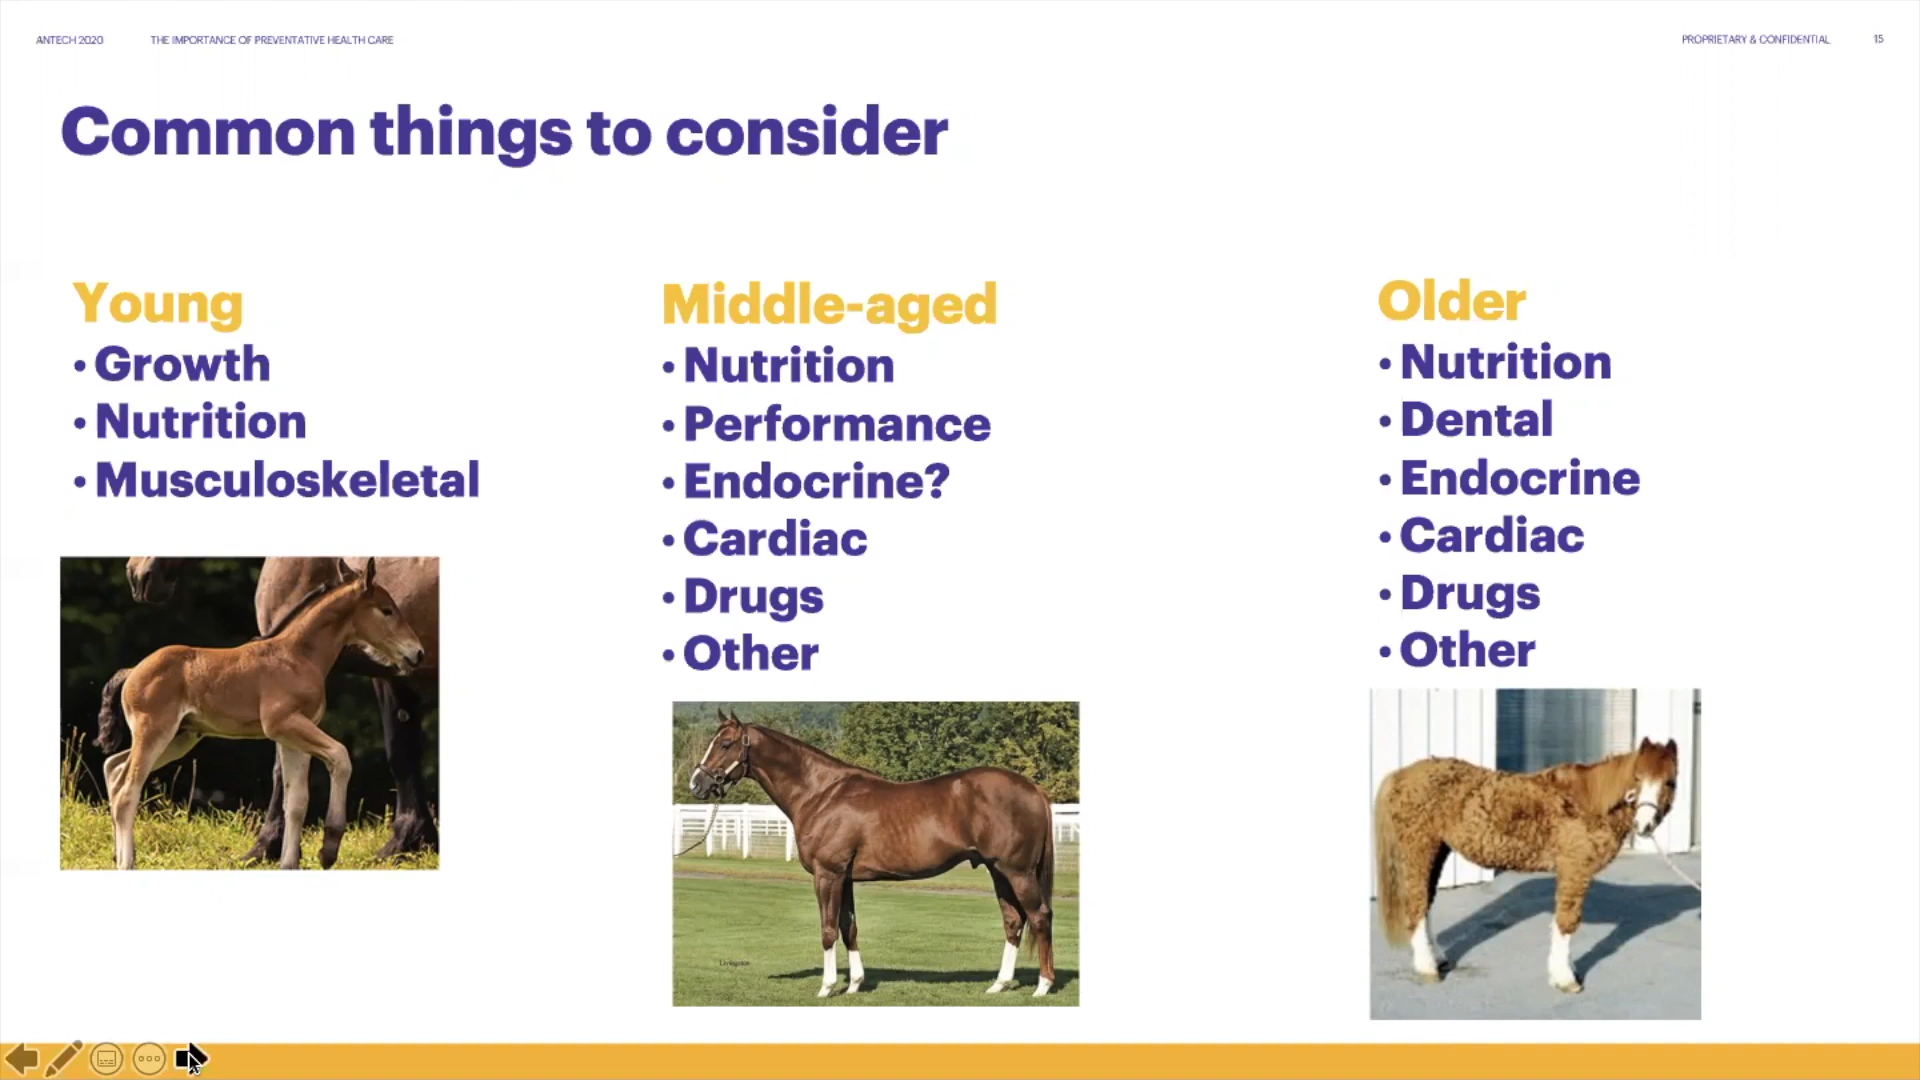 ANTECH 2020 THE IMPORTANCE OF PREVENTATIVE HEALTH CARE PROPRIETARY & CONFIDENTIAL 15
Common things to consider
Young
• Growth
• Nutrition
• Musculoskeletal
Middle-aged
• Nutrition
• Performance
• Endocrine?
• Cardiac
• Drugs
• Other
Older
• Nutrition
• Dental
• Endocrine
• Cardiac
• Drugs
• Other